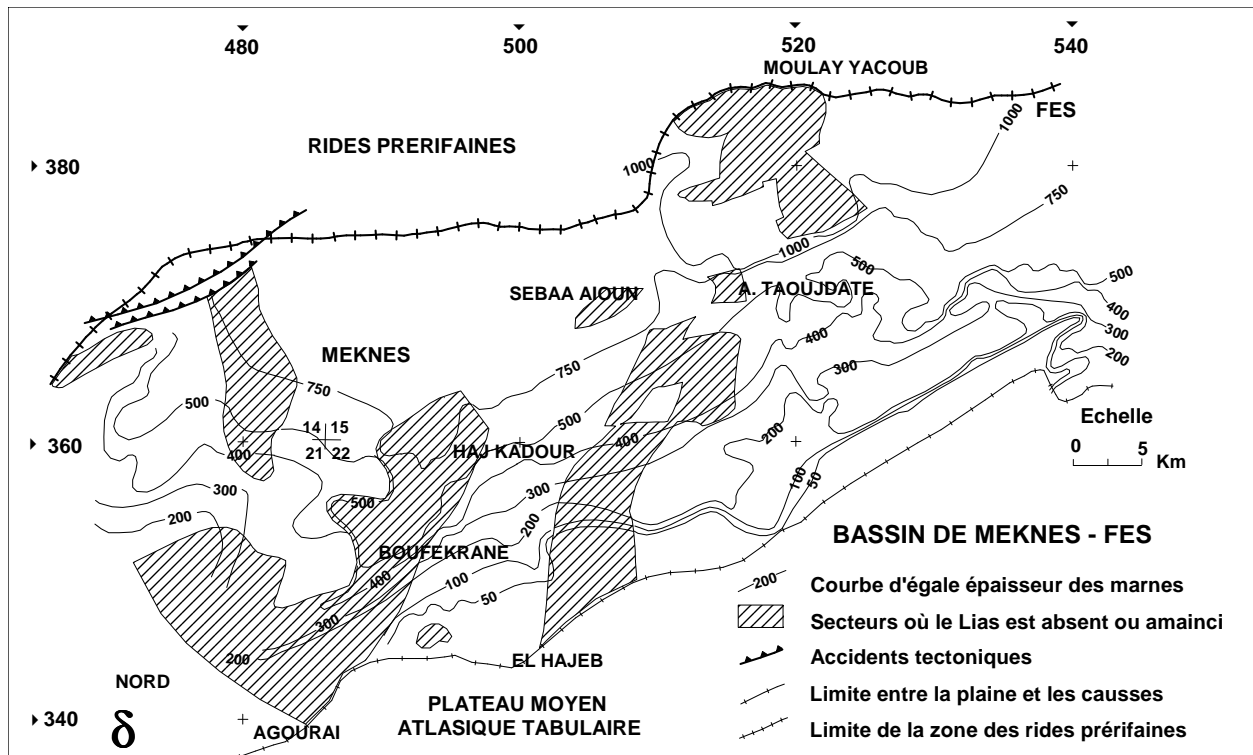 480 500 520 540
MOULAY YACOUB
FES
1000
RIDES PRERIFAINES
380
1000
750
1000
500
500
SEBAA AIOUN
A. TAOUJDATE
400
300
400
200
MEKNES
750
750
300
500
500
Echelle
0 5
Km
14 15
21 22
360
400
HAJ KADOUR
400
200
300
500
300
100
50
200
200
BASSIN DE MEKNES - FES
BOUFEKRANE
400
100
50
300
200
200 Courbe d'égale épaisseur des marnes
Secteurs où le Lias est absent ou aminci
Accidents tectoniques
Limite entre la plaine et les causses
Limite de la zone des rides prérifaines
EL HAJEB
NORD
δ
PLATEAU MOYEN
ATLASIQUE TABULAIRE
340
AGOURAI